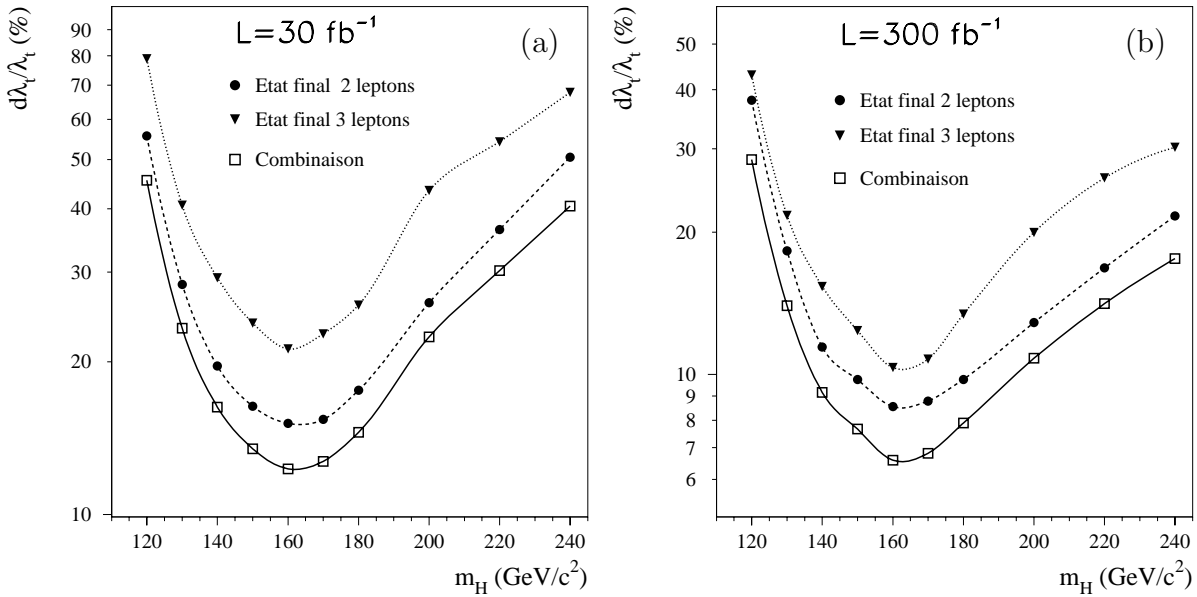 dλt/λt (%)
L=30 fb⁻¹
(a)
Etat final 2 leptons
Etat final 3 leptons
Combinaison
90
80
70
60
50
40
30
20
10
120 140 160 180 200 220 240
mH (GeV/c²)
dλt/λt (%)
L=300 fb⁻¹
(b)
Etat final 2 leptons
Etat final 3 leptons
Combinaison
50
40
30
20
10
9
8
7
6
120 140 160 180 200 220 240
mH (GeV/c²)